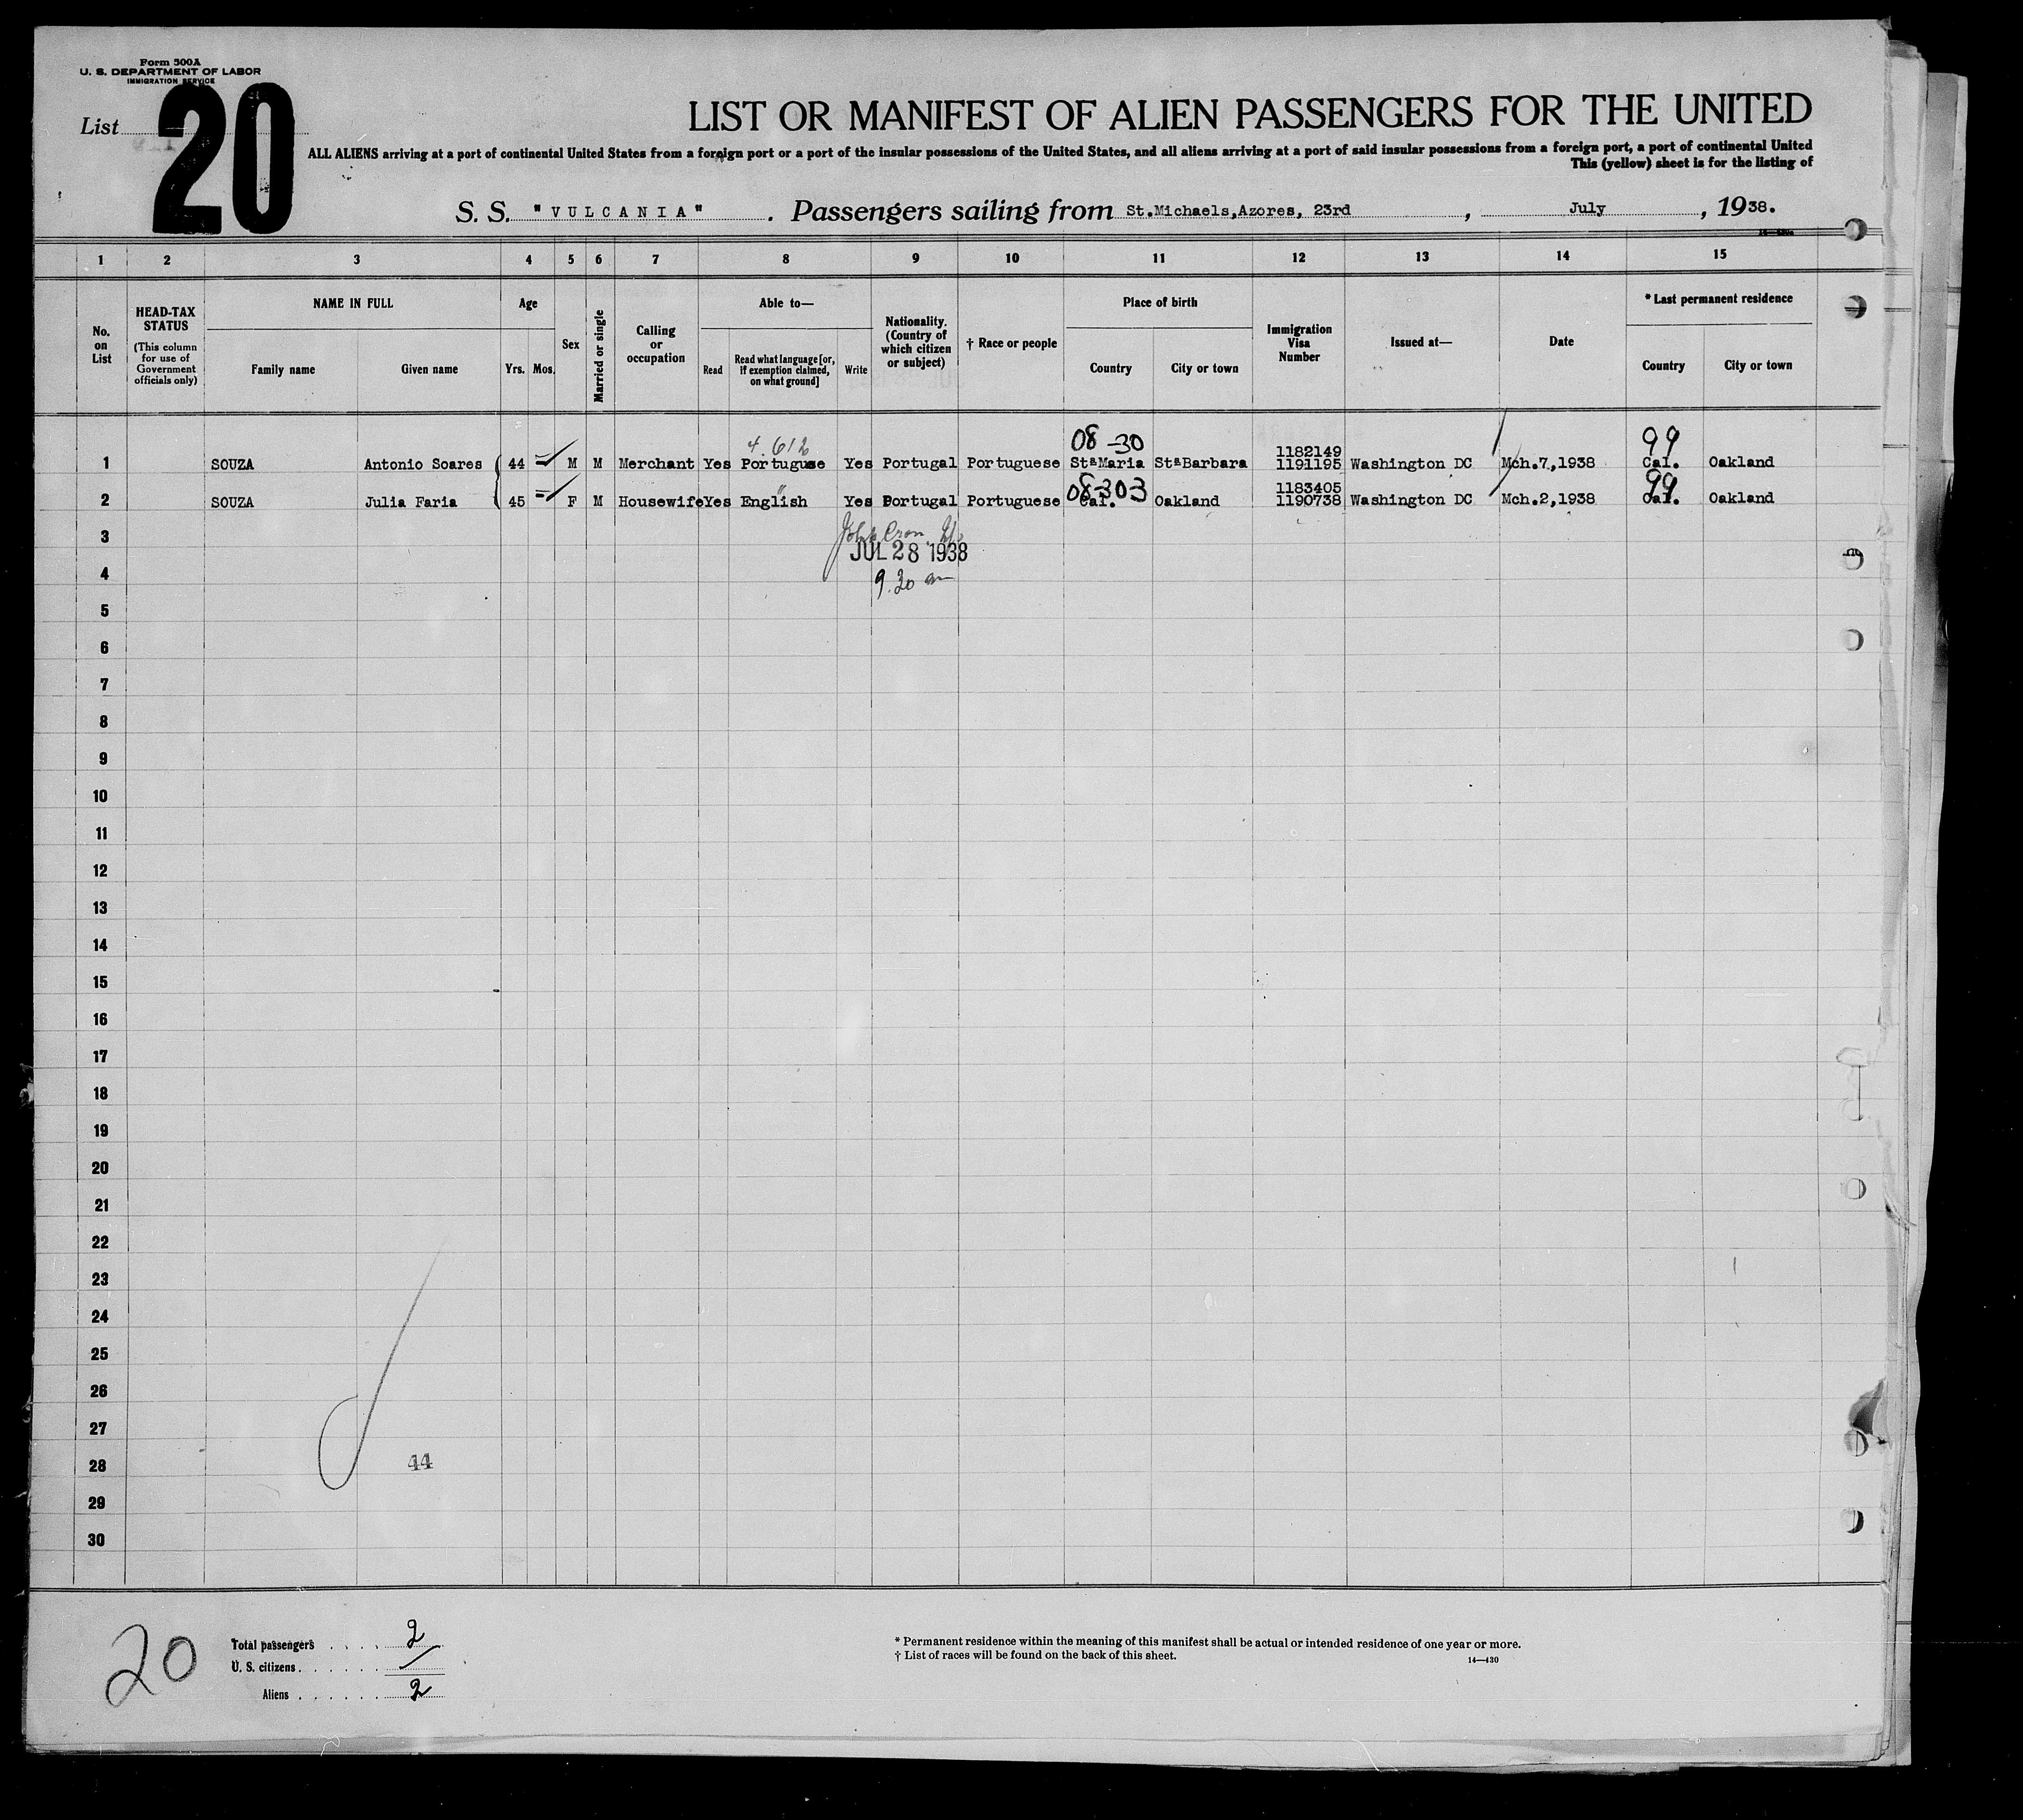 Form 500A
U. S. DEPARTMENT OF LABOR
IMMIGRATION SERVICE
List 20
LIST OR MANIFEST OF ALIEN PASSENGERS FOR THE UNITED
ALL ALIENS arriving at a port of continental United States from a foreign port or a port of the insular possessions of the United States, and all aliens arriving at a port of said insular possessions from a foreign port, a port of continental United
This (yellow) sheet is for the listing of
S. S. "VULCANIA" . Passengers sailing from St.Michaels,Azores, 23rd , July , 1938.
1 2 3 4 5 6 7 8 9 10 11 12 13 14 15
No. on List
HEAD-TAX STATUS (This column for use of Government officials only)
NAME IN FULL
Family name Given name
Age
Yrs. Mos.
Sex
Married or single
Calling or occupation
Able to—
Read Read what language [or, if exemption claimed, on what ground] Write
Nationality. (Country of which citizen or subject)
† Race or people
Place of birth
Country City or town
Immigration Visa Number
Issued at—
Date
* Last permanent residence
Country City or town
4. 612 08-30 1182149 99
1 SOUZA Antonio Soares 44 M M Merchant Yes Portuguse Yes Portugal Portuguese StaMaria StaBarbara 1191195 Washington DC Mch.7,1938 Cal. Oakland
" 08-303 1183405 99
2 SOUZA Julia Faria 45 F M Housewife Yes English Yes Portugal Portuguese Cal. Oakland 1190738 Washington DC Mch.2,1938 Cal. Oakland
3
JUL 28 1938
4
9.20 am
5
6
7
8
9
10
11
12
13
14
15
16
17
18
19
20
21
22
23
24
25
26
27
28 44
29
30
20
Total passengers . . . . 2
U. S. citizens . . . . . . /
Aliens . . . . . . 2
* Permanent residence within the meaning of this manifest shall be actual or intended residence of one year or more.
† List of races will be found on the back of this sheet.
14—430